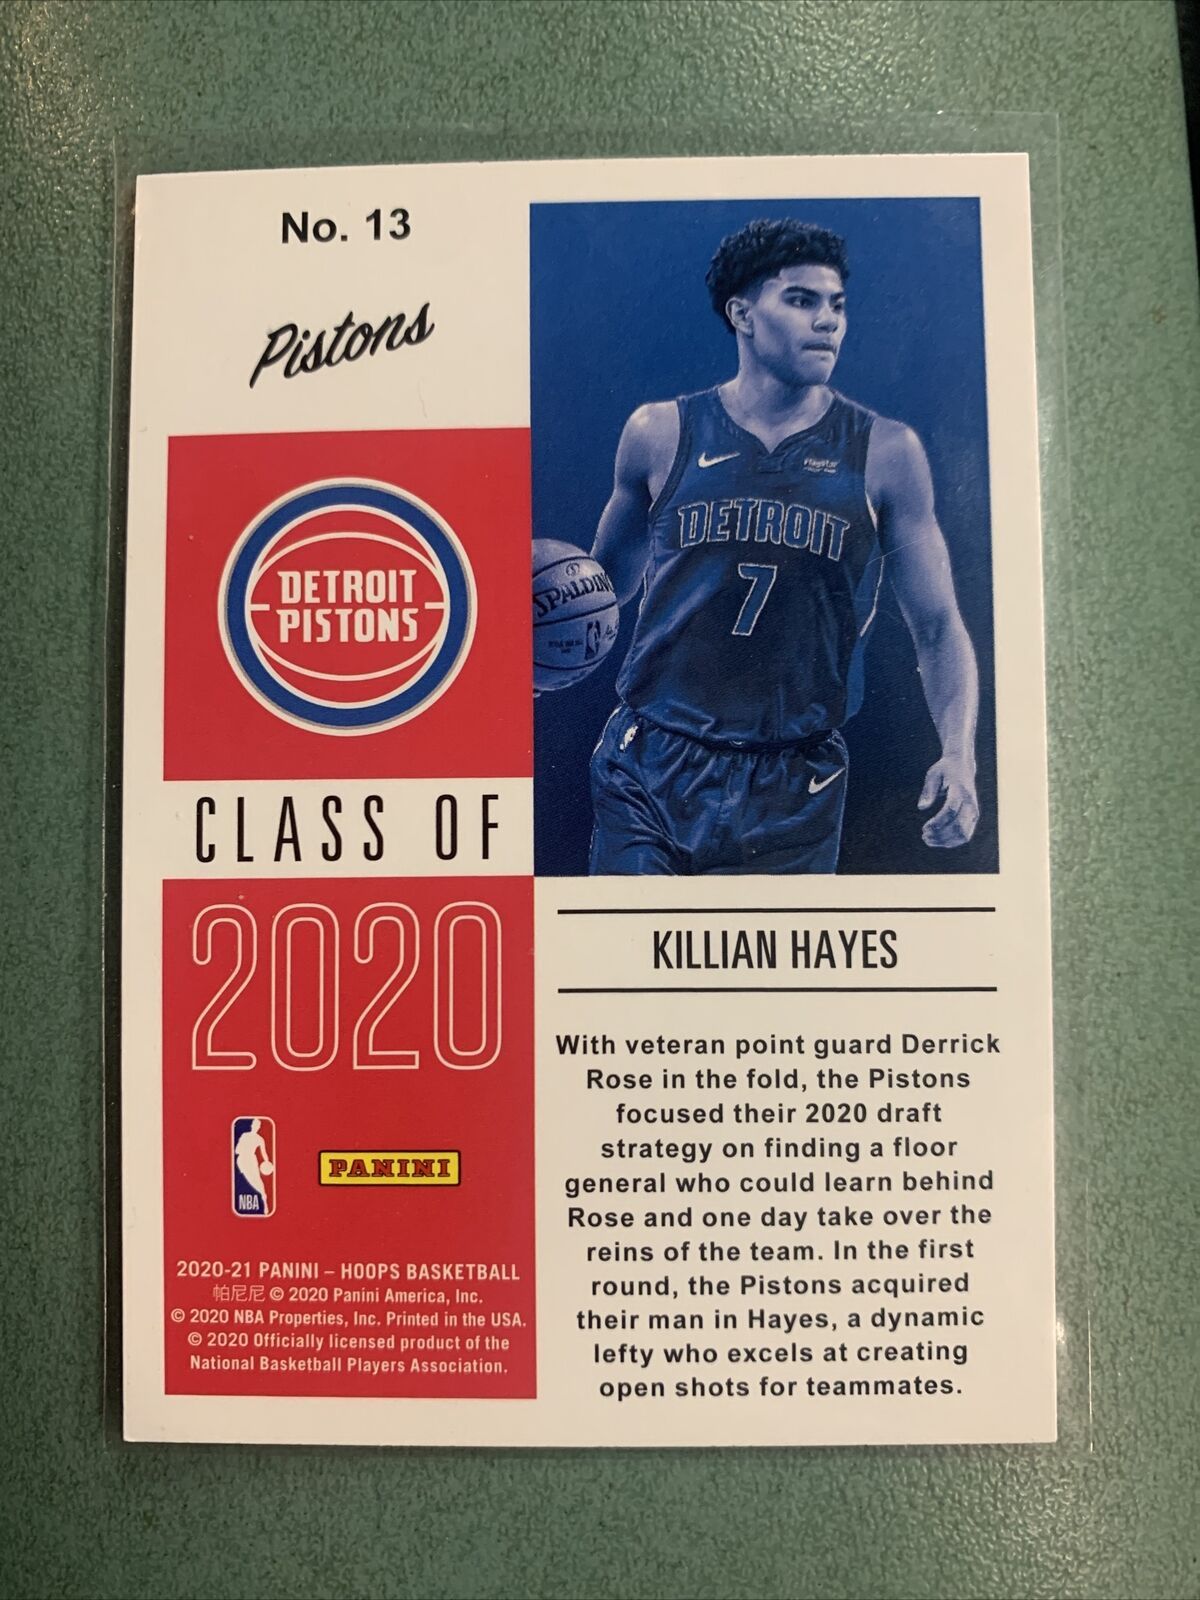 No. 13
Pistons
DETROIT
PISTONS
CLASS OF
2020
NBA
PANINI
2020-21 PANINI – HOOPS BASKETBALL
帕尼尼 © 2020 Panini America, Inc.
© 2020 NBA Properties, Inc. Printed in the USA.
© 2020 Officially licensed product of the
National Basketball Players Association.
Flagstar
DETROIT
7
SPALDING
KILLIAN HAYES
With veteran point guard Derrick
Rose in the fold, the Pistons
focused their 2020 draft
strategy on finding a floor
general who could learn behind
Rose and one day take over the
reins of the team. In the first
round, the Pistons acquired
their man in Hayes, a dynamic
lefty who excels at creating
open shots for teammates.